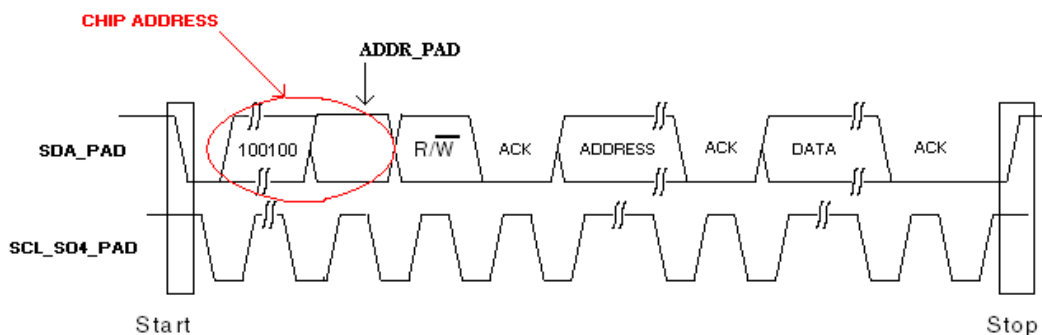 CHIP ADDRESS
ADDR_PAD
SDA_PAD
100100
R/W
ACK
ADDRESS
ACK
DATA
ACK
SCL_SO4_PAD
Start
Stop